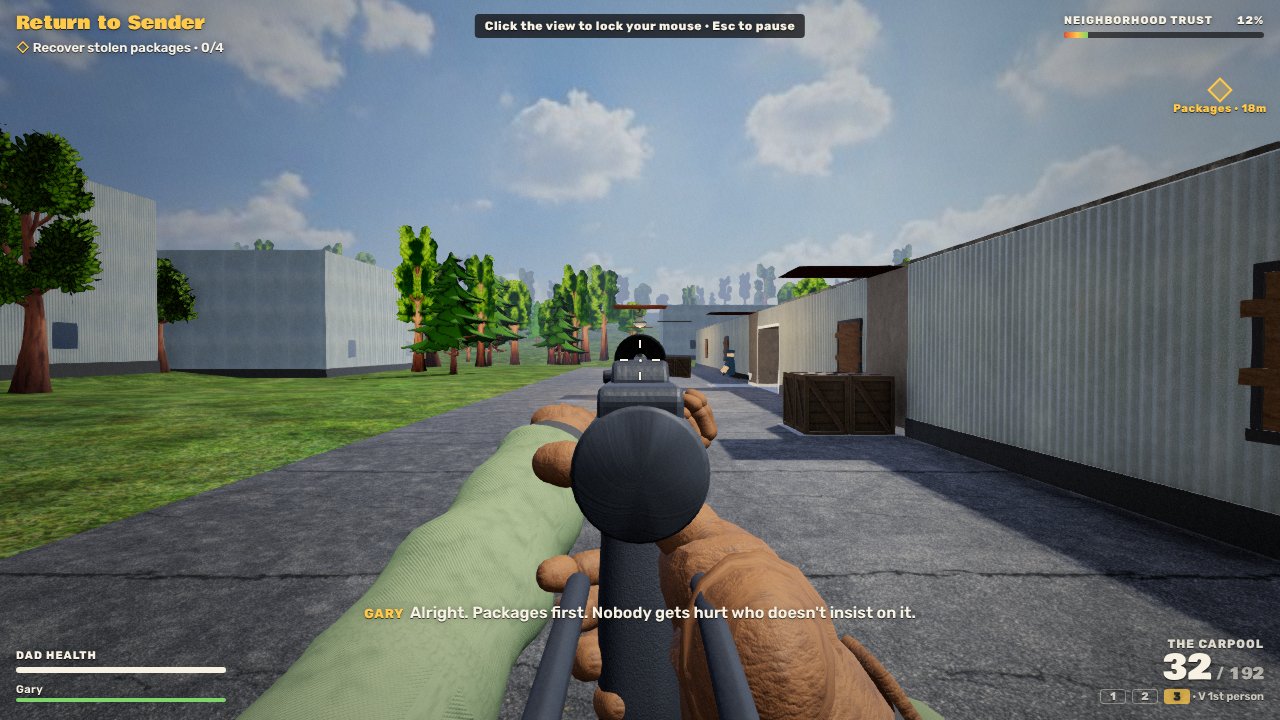 Return to Sender
Recover stolen packages · 0/4
Click the view to lock your mouse · Esc to pause
NEIGHBORHOOD TRUST 12%
Packages · 18m
GARY Alright. Packages first. Nobody gets hurt who doesn't insist on it.
DAD HEALTH
Gary
THE CARPOOL
32 / 192
1 2 3 · V 1st person